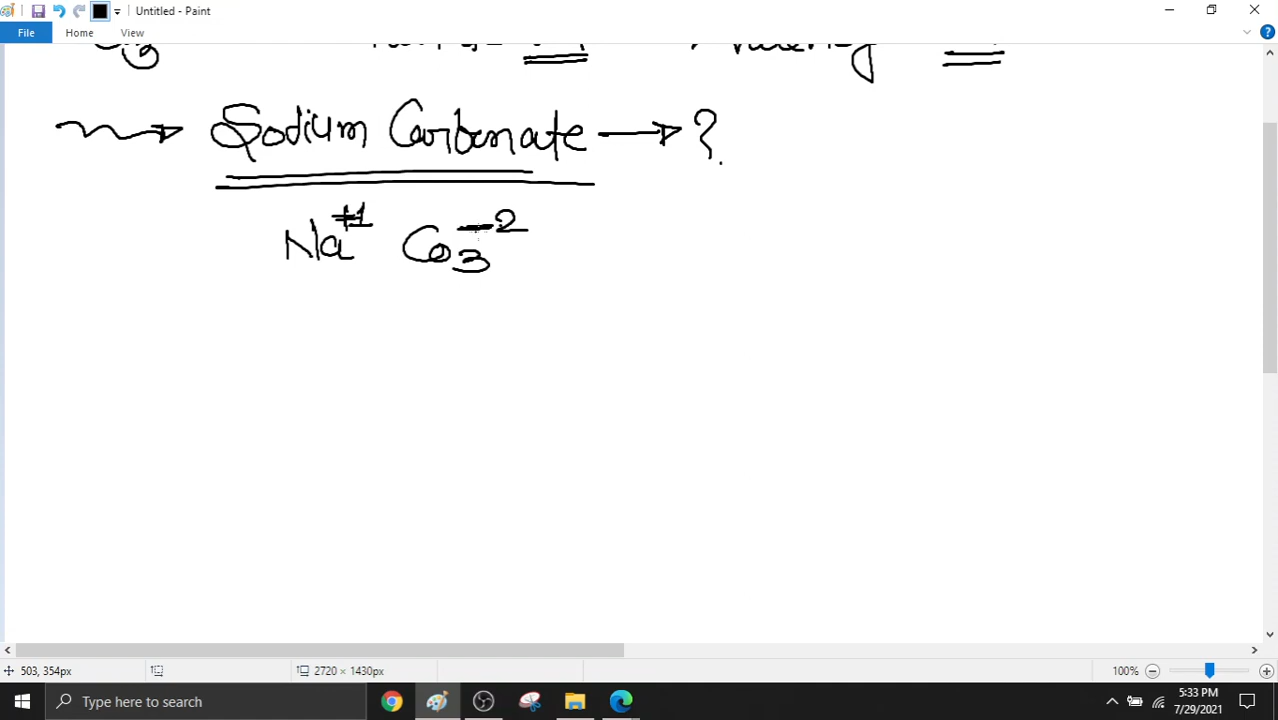 Untitled - Paint
File Home View
Sodium Carbonate → ?
Na+1 Co3-2
503, 354px 2720 × 1430px 100%
Type here to search 5:33 PM
7/29/2021